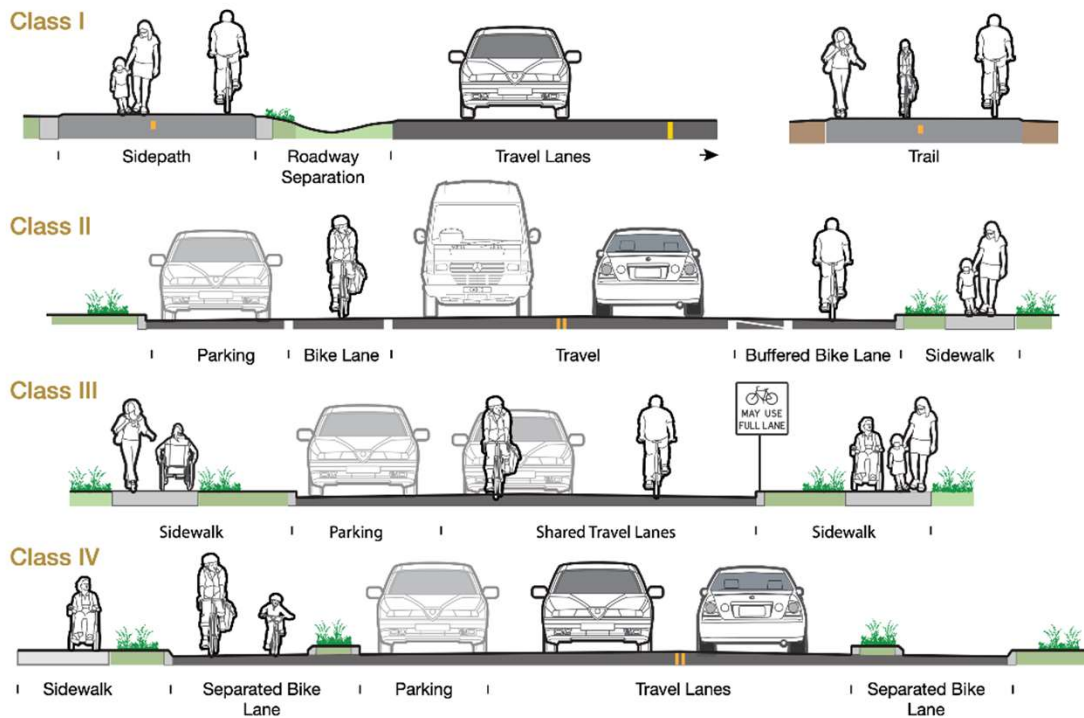 Class I
Sidepath
Roadway
Separation
Travel Lanes
Trail
Class II
Parking
Bike Lane
Travel
Buffered Bike Lane
Sidewalk
Class III
MAY USE
FULL LANE
Sidewalk
Parking
Shared Travel Lanes
Sidewalk
Class IV
Sidewalk
Separated Bike
Lane
Parking
Travel Lanes
Separated Bike
Lane